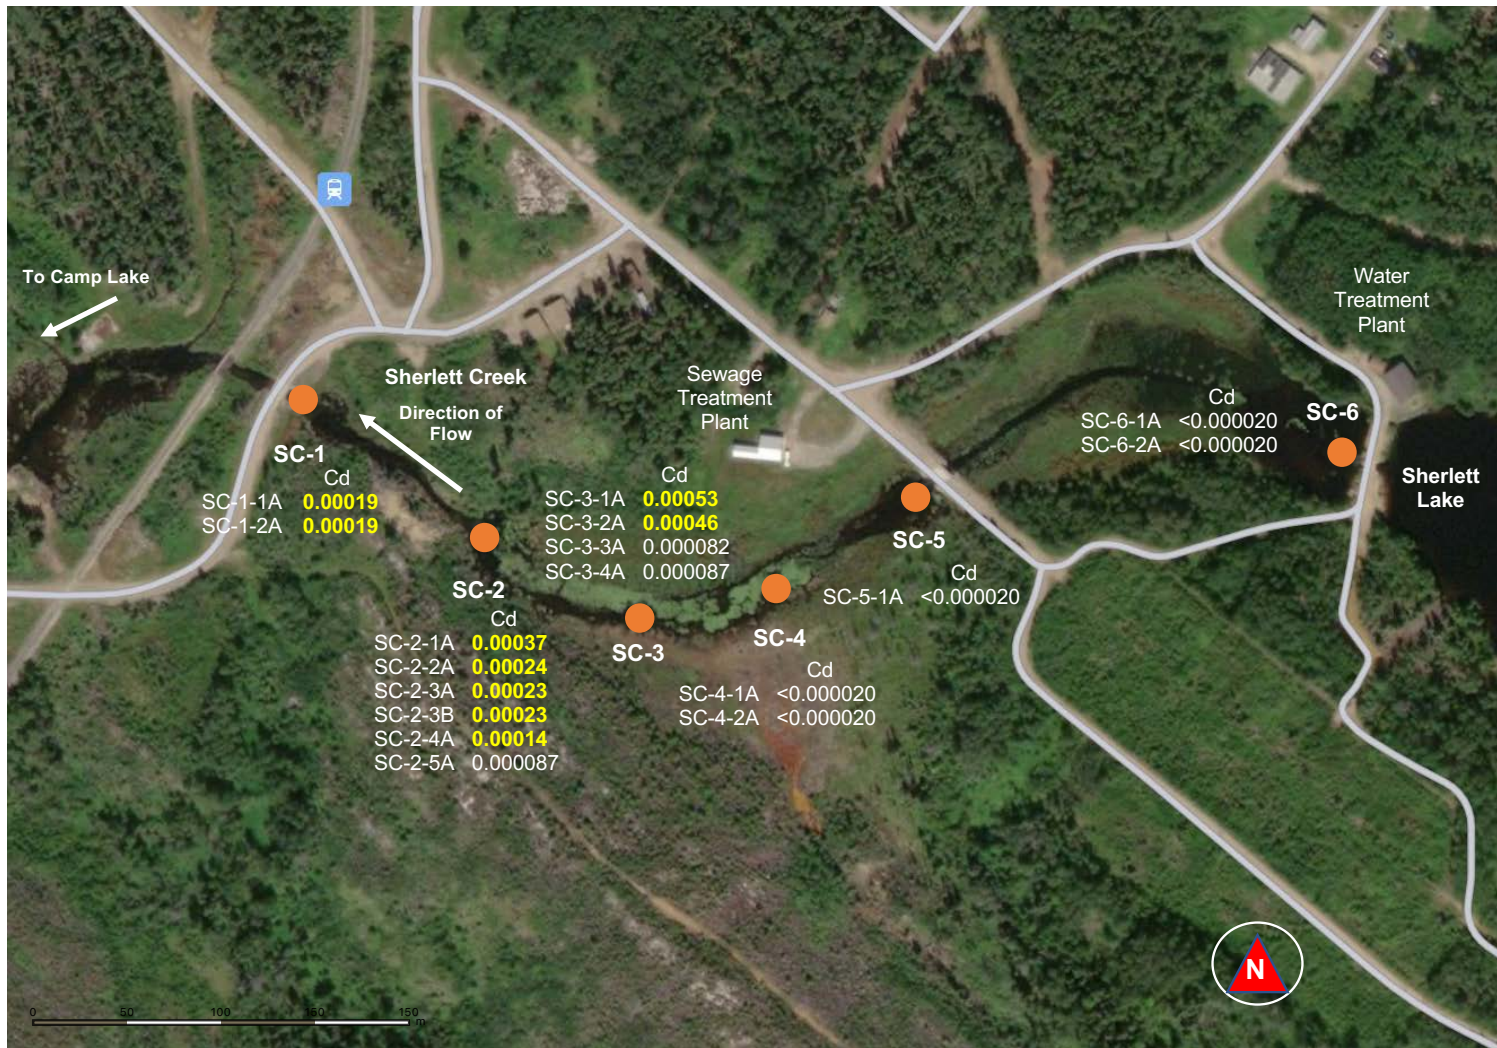 To Camp Lake
Sherlett Creek
Direction of
Flow
Sewage
Treatment
Plant
Water
Treatment
Plant
Sherlett
Lake
SC-1
Cd
SC-1-1A 0.00019
SC-1-2A 0.00019
SC-2
Cd
SC-2-1A 0.00037
SC-2-2A 0.00024
SC-2-3A 0.00023
SC-2-3B 0.00023
SC-2-4A 0.00014
SC-2-5A 0.000087
Cd
SC-3-1A 0.00053
SC-3-2A 0.00046
SC-3-3A 0.000082
SC-3-4A 0.000087
SC-3
SC-4
Cd
SC-4-1A <0.000020
SC-4-2A <0.000020
SC-5
Cd
SC-5-1A <0.000020
Cd
SC-6-1A <0.000020
SC-6-2A <0.000020
SC-6
N
0 50 100 150 150
m